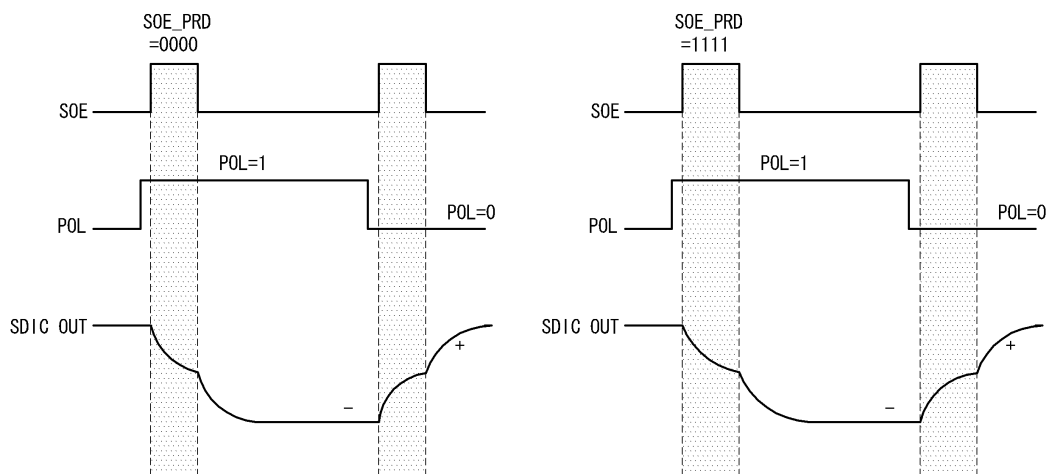 SOE_PRD
=0000
SOE
POL=1
POL=0
POL
SDIC OUT
+
−
SOE_PRD
=1111
SOE
POL=1
POL=0
POL
SDIC OUT
+
−